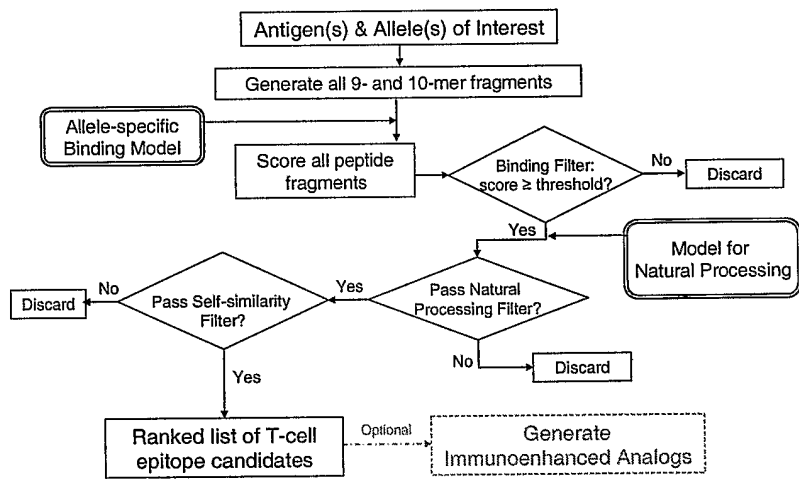 Antigen(s) & Allele(s) of Interest
Generate all 9- and 10-mer fragments
Allele-specific
Binding Model
Score all peptide
fragments
Binding Filter:
score ≥ threshold?
No
Discard
Yes
Model for
Natural Processing
Pass Natural
Processing Filter?
Yes
Pass Self-similarity
Filter?
No
Discard
No
Discard
Yes
Ranked list of T-cell
epitope candidates
Optional
Generate
Immunoenhanced Analogs